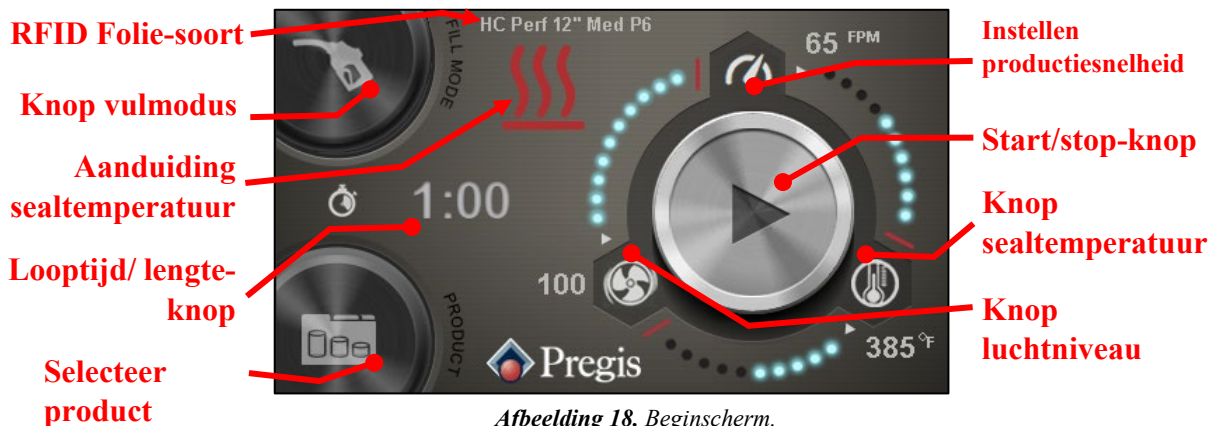 RFID Folie-soort
Knop vulmodus
Aanduiding
sealtemperatuur
Looptijd/ lengte-
knop
Selecteer
product
HC Perf 12" Med P6
FILL MODE
1:00
PRODUCT
Pregis
65 FPM
100
385 °F
Instellen
productiesnelheid
Start/stop-knop
Knop
sealtemperatuur
Knop
luchtniveau
Afbeelding 18. Beginscherm.